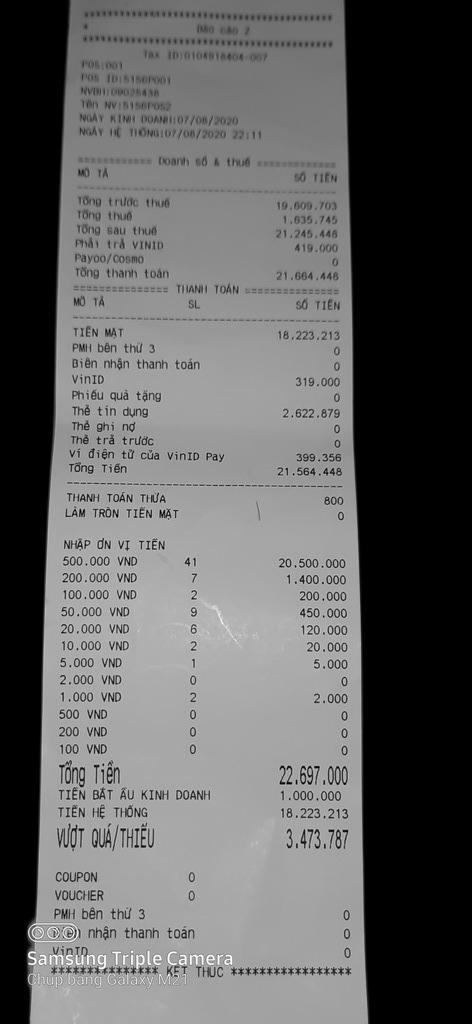 ********************************
* Báo cáo Z
********************************
Tax ID:0104918404-007
POS:001
POS ID:5156P001
NVBH:09025438
Tên NV:5156P052
NGÀY KINH DOANH:07/08/2020
NGÀY HỆ THỐNG:07/08/2020 22:11
============ Doanh số & thuế =============
MÔ TẢ SỐ TIỀN
Tổng trước thuế 19.609.703
Tổng thuế 1.635.745
Tổng sau thuế 21.245.448
Phải trả VINID 419.000
Payoo/Cosmo 0
Tổng thanh toán 21.664.448
=============== THANH TOÁN ===============
MÔ TẢ SL SỐ TIỀN
TIỀN MẶT 18.223.213
PMH bên thứ 3 0
Biên nhận thanh toán 0
VinID 319.000
Phiếu quà tặng 0
Thẻ tín dụng 2.622.879
Thẻ ghi nợ 0
Thẻ trả trước 0
Ví điện tử của VinID Pay 399.356
Tổng Tiền 21.564.448
THANH TOÁN THỪA 800
LÀM TRÒN TIỀN MẶT 0
NHẬP ƠN VỊ TIỀN
500.000 VND 41 20.500.000
200.000 VND 7 1.400.000
100.000 VND 2 200.000
50.000 VND 9 450.000
20.000 VND 6 120.000
10.000 VND 2 20.000
5.000 VND 1 5.000
2.000 VND 0 0
1.000 VND 2 2.000
500 VND 0 0
200 VND 0 0
100 VND 0 0
Tổng Tiền 22.697.000
TIỀN BẮT ẦU KINH DOANH 1.000.000
TIỀN HỆ THỐNG 18.223.213
VƯỢT QUÁ/THIẾU 3.473.787
COUPON 0
VOUCHER 0
PMH bên thứ 3 0
nhận thanh toán 0
VinID 0
Samsung Triple Camera
**************** KẾT THÚC *****************
Chụp bằng Galaxy M21